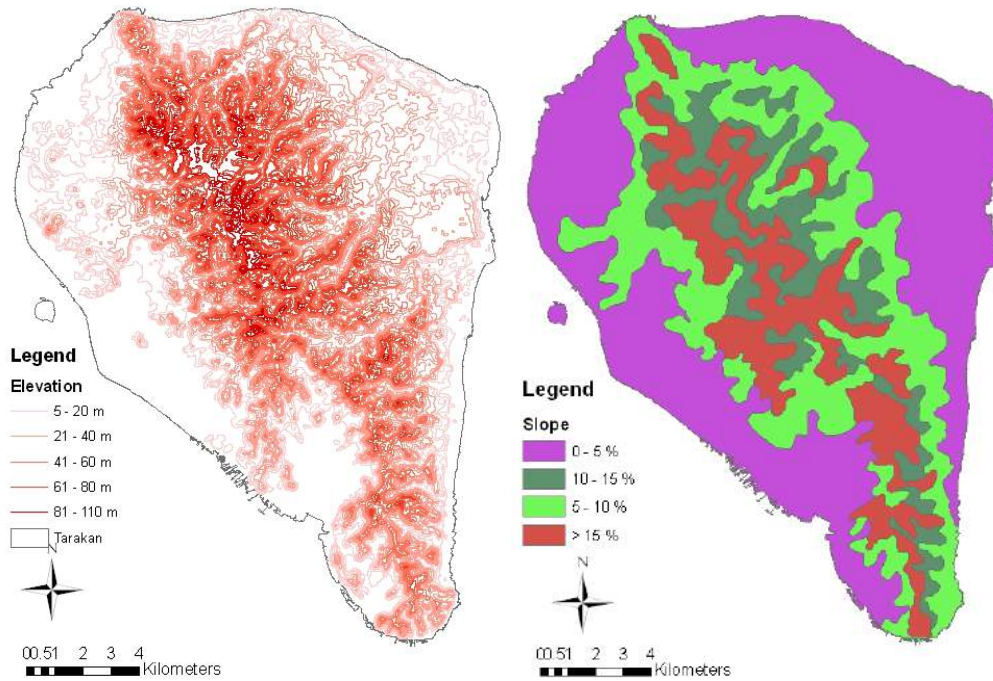 Legend
Elevation
5 - 20 m
21 - 40 m
41 - 60 m
61 - 80 m
81 - 110 m
Tarakan
N
00.51 2 3 4
Kilometers
Legend
Slope
0 - 5 %
10 - 15 %
5 - 10 %
> 15 %
N
00.51 2 3 4
Kilometers